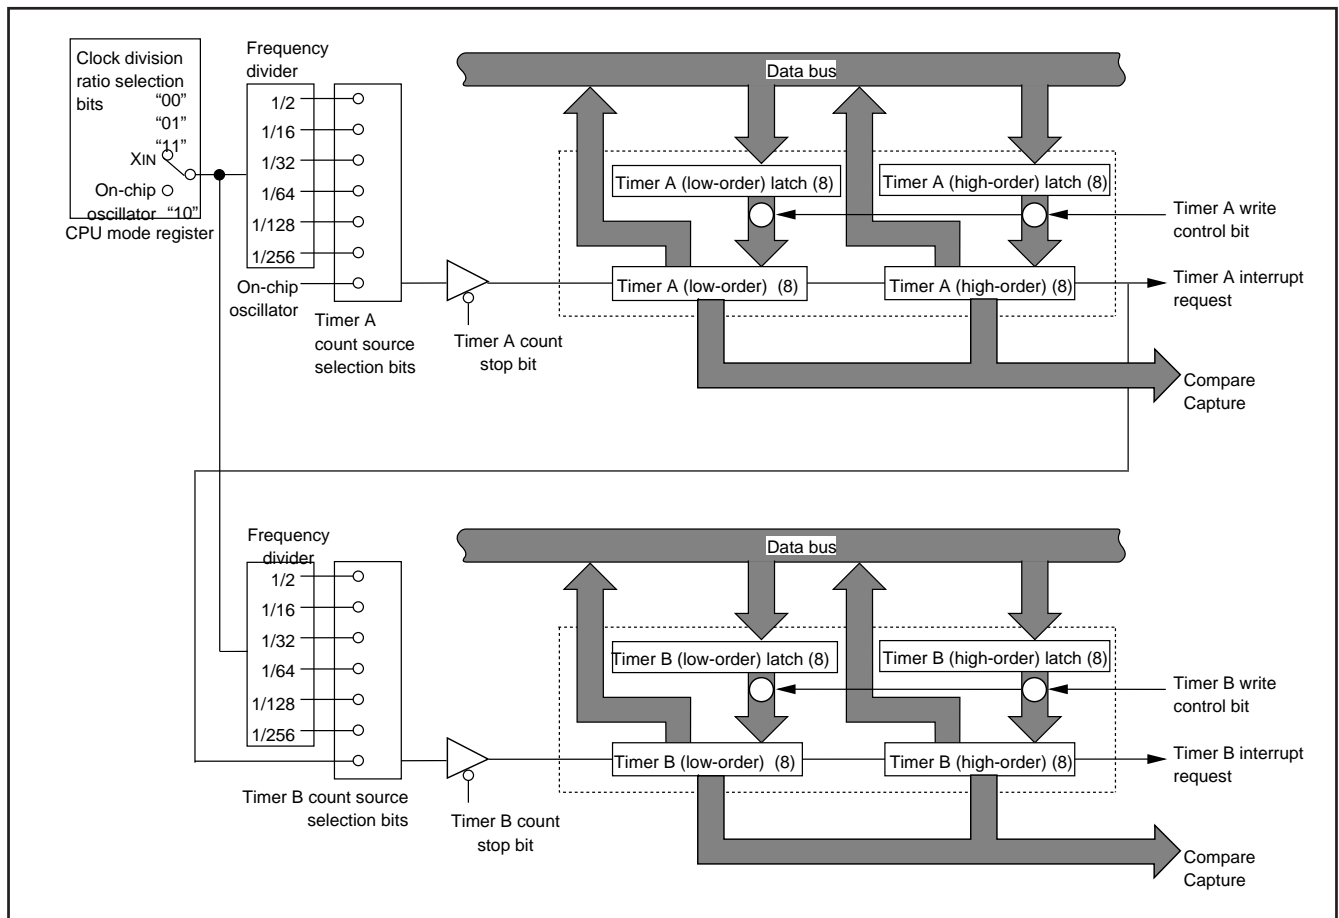 Clock division
ratio selection
bits
“00”
“01”
“11”
XIN
On-chip
oscillator “10”
CPU mode register
Frequency
divider
1/2
1/16
1/32
1/64
1/128
1/256
On-chip
oscillator
Timer A
count source
selection bits
Timer A count
stop bit
Data bus
Timer A (low-order) latch (8)
Timer A (high-order) latch (8)
Timer A write
control bit
Timer A (low-order) (8)
Timer A (high-order) (8)
Timer A interrupt
request
Compare
Capture
Frequency
divider
1/2
1/16
1/32
1/64
1/128
1/256
Timer B count source
selection bits
Timer B count
stop bit
Data bus
Timer B (low-order) latch (8)
Timer B (high-order) latch (8)
Timer B write
control bit
Timer B (low-order) (8)
Timer B (high-order) (8)
Timer B interrupt
request
Compare
Capture